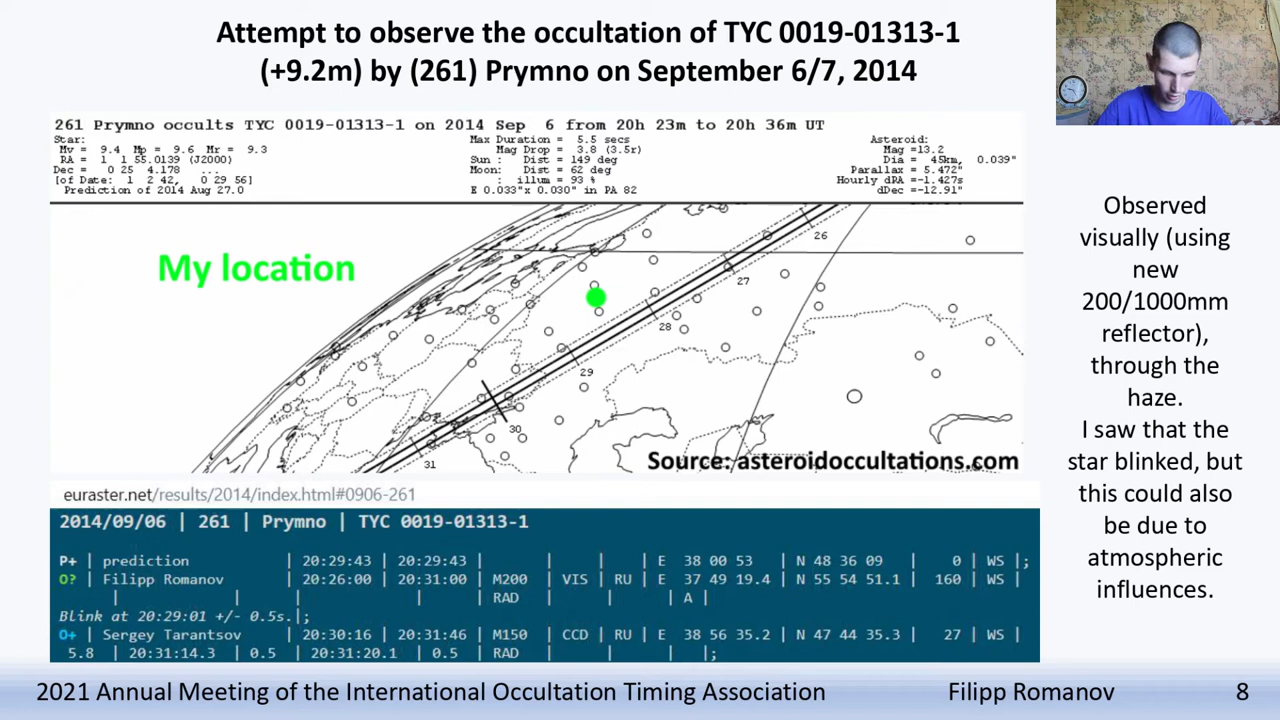 Attempt to observe the occultation of TYC 0019-01313-1
(+9.2m) by (261) Prymno on September 6/7, 2014
261 Prymno occults TYC 0019-01313-1 on 2014 Sep 6 from 20h 23m to 20h 36m UT
Star:
Mv = 9.4 Mp = 9.6 Mr = 9.3
RA = 1 1 55.0139 (J2000)
Dec = 0 25 4.178 ...
[of Date: 1 2 42, 0 29 56]
Prediction of 2014 Aug 27.0
Max Duration = 5.5 secs
Mag Drop = 3.8 (3.5r)
Sun : Dist = 149 deg
Moon: Dist = 62 deg
: illum = 93 %
E 0.033"x 0.030" in PA 82
Asteroid:
Mag =13.2
Dia = 45km, 0.039"
Parallax = 5.472"
Hourly dRA =-1.427s
dDec =-12.91"
My location
26
27
28
29
30
31
Source: asteroidoccultations.com
Observed
visually (using
new
200/1000mm
reflector),
through the
haze.
I saw that the
star blinked, but
this could also
be due to
atmospheric
influences.
euraster.net/results/2014/index.html#0906-261
2014/09/06 | 261 | Prymno | TYC 0019-01313-1
P+ | prediction | 20:29:43 | 20:29:43 | | | | E 38 00 53 | N 48 36 09 | 0 | WS |;
O? | Filipp Romanov | 20:26:00 | 20:31:00 | M200 | VIS | RU | E 37 49 19.4 | N 55 54 51.1 | 160 | WS |
| | | | RAD | | | A |
Blink at 20:29:01 +/- 0.5s.|;
O+ | Sergey Tarantsov | 20:30:16 | 20:31:46 | M150 | CCD | RU | E 38 56 35.2 | N 47 44 35.3 | 27 | WS |
5.8 | 20:31:14.3 | 0.5 | 20:31:20.1 | 0.5 | RAD | | | |;
2021 Annual Meeting of the International Occultation Timing Association Filipp Romanov 8